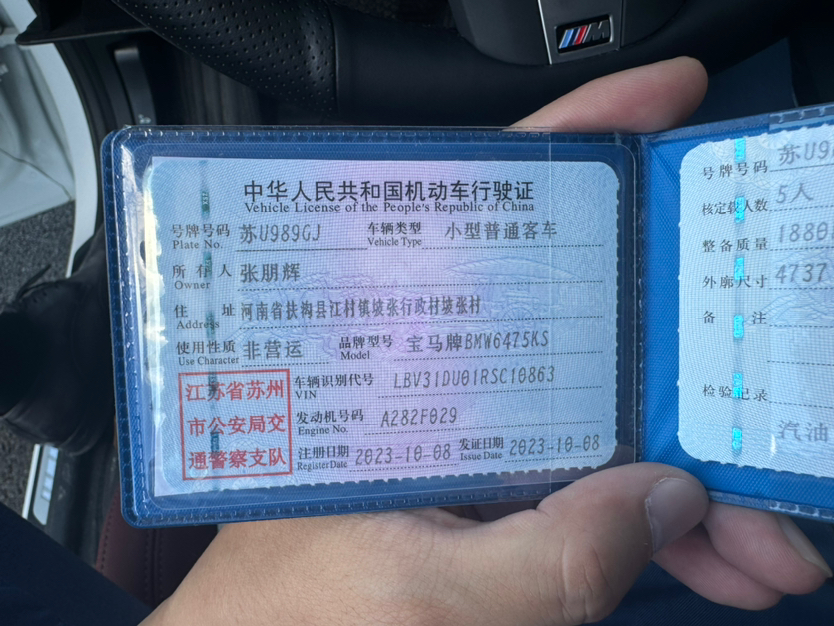 中华人民共和国机动车行驶证
Vehicle License of the People's Republic of China
号牌号码 苏U989GJ 车辆类型 小型普通客车
Plate No. Vehicle Type
所有人 张朋辉
Owner
住址 河南省扶沟县江村镇坡张行政村坡张村
Address
使用性质 非营运 品牌型号 宝马牌BMW6475KS
Use Character Model
江苏省苏州
市公安局交
通警察支队
车辆识别代号 LBV31DU01RSC10863
VIN
发动机号码 A282F029
Engine No.
注册日期 2023-10-08 发证日期 2023-10-08
Register Date Issue Date
号牌号码 苏U9
核定载人数 5人
整备质量 1880
外廓尺寸 4737
备注
检验记录
汽油
M